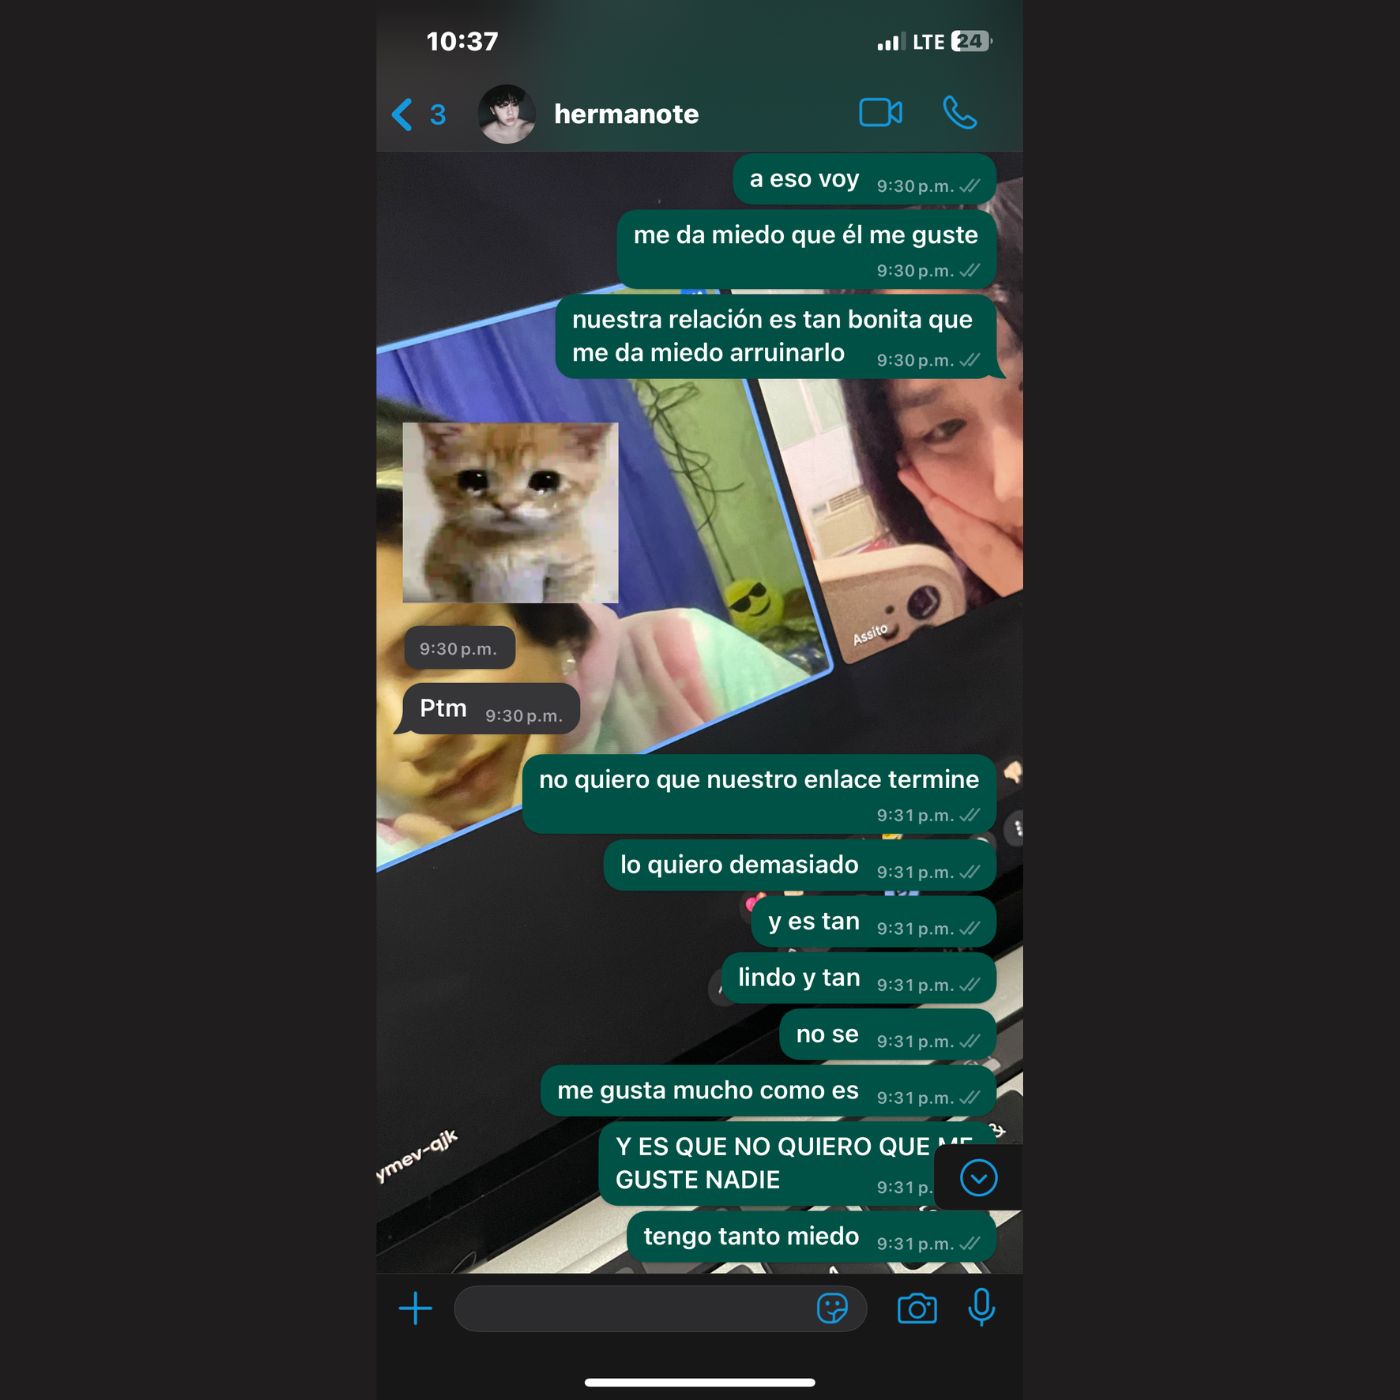 10:37
LTE 24
3 hermanote
a eso voy 9:30 p.m.
me da miedo que él me guste
9:30 p.m.
nuestra relación es tan bonita que
me da miedo arruinarlo 9:30 p.m.
Assito
9:30 p.m.
Ptm 9:30 p.m.
no quiero que nuestro enlace termine
9:31 p.m.
lo quiero demasiado 9:31 p.m.
y es tan 9:31 p.m.
lindo y tan 9:31 p.m.
no se 9:31 p.m.
me gusta mucho como es 9:31 p.m.
ymev-qjk
Y ES QUE NO QUIERO QUE ME
GUSTE NADIE 9:31 p.
tengo tanto miedo 9:31 p.m.